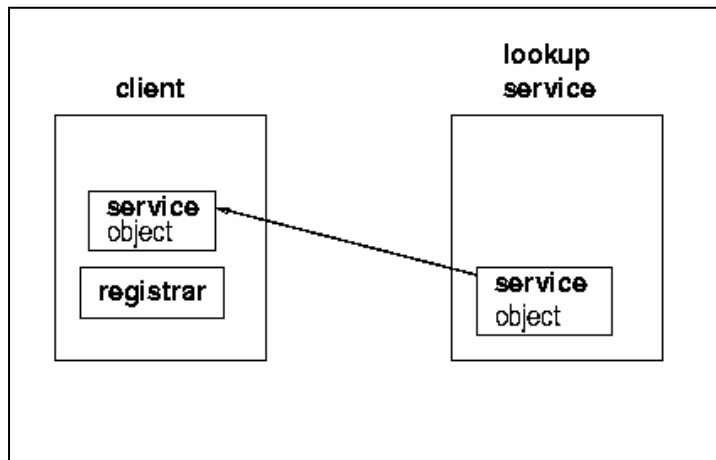 client
lookup
service
service
object
registrar
service
object